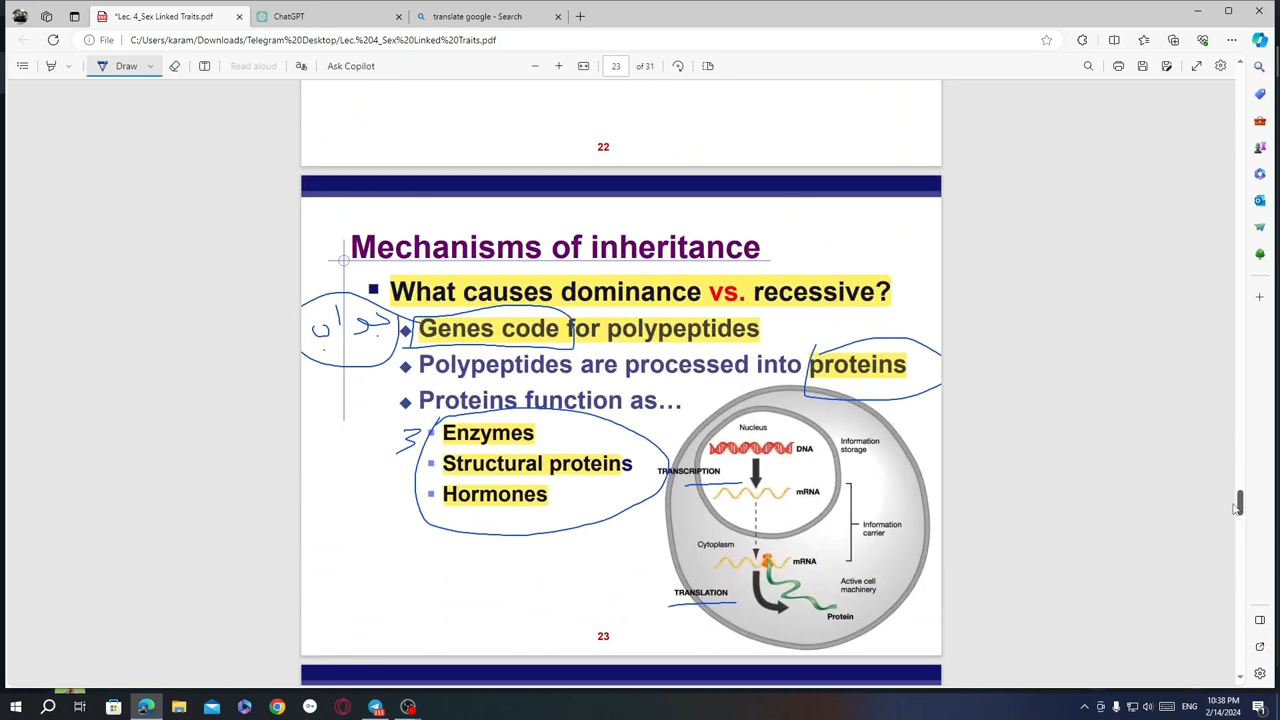 *Lec. 4_Sex Linked Traits.pdf
ChatGPT
translate google - Search
File
C:/Users/karam/Downloads/Telegram%20Desktop/Lec.%204_Sex%20Linked%20Traits.pdf
Draw
Read aloud
Ask Copilot
23 of 31
22
Mechanisms of inheritance
What causes dominance vs. recessive?
Genes code for polypeptides
Polypeptides are processed into proteins
Proteins function as…
3
Enzymes
Structural proteins
Hormones
Nucleus
DNA
Information
storage
TRANSCRIPTION
mRNA
Information
carrier
Cytoplasm
mRNA
Active cell
machinery
TRANSLATION
Protein
23
ENG
10:38 PM
2/14/2024